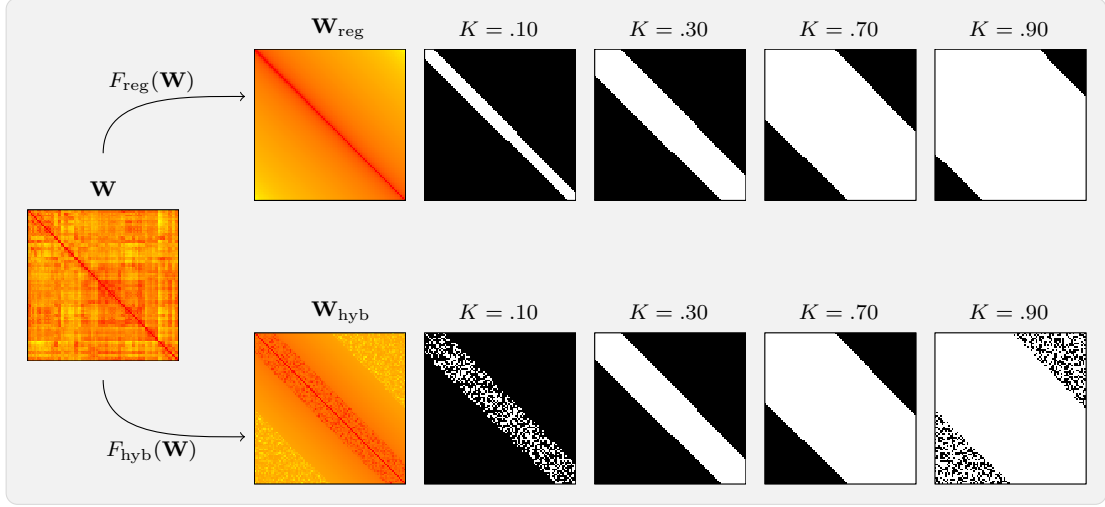 𝐖_reg K = .10 K = .30 K = .70 K = .90
F_reg(𝐖)
𝐖
𝐖_hyb K = .10 K = .30 K = .70 K = .90
F_hyb(𝐖)